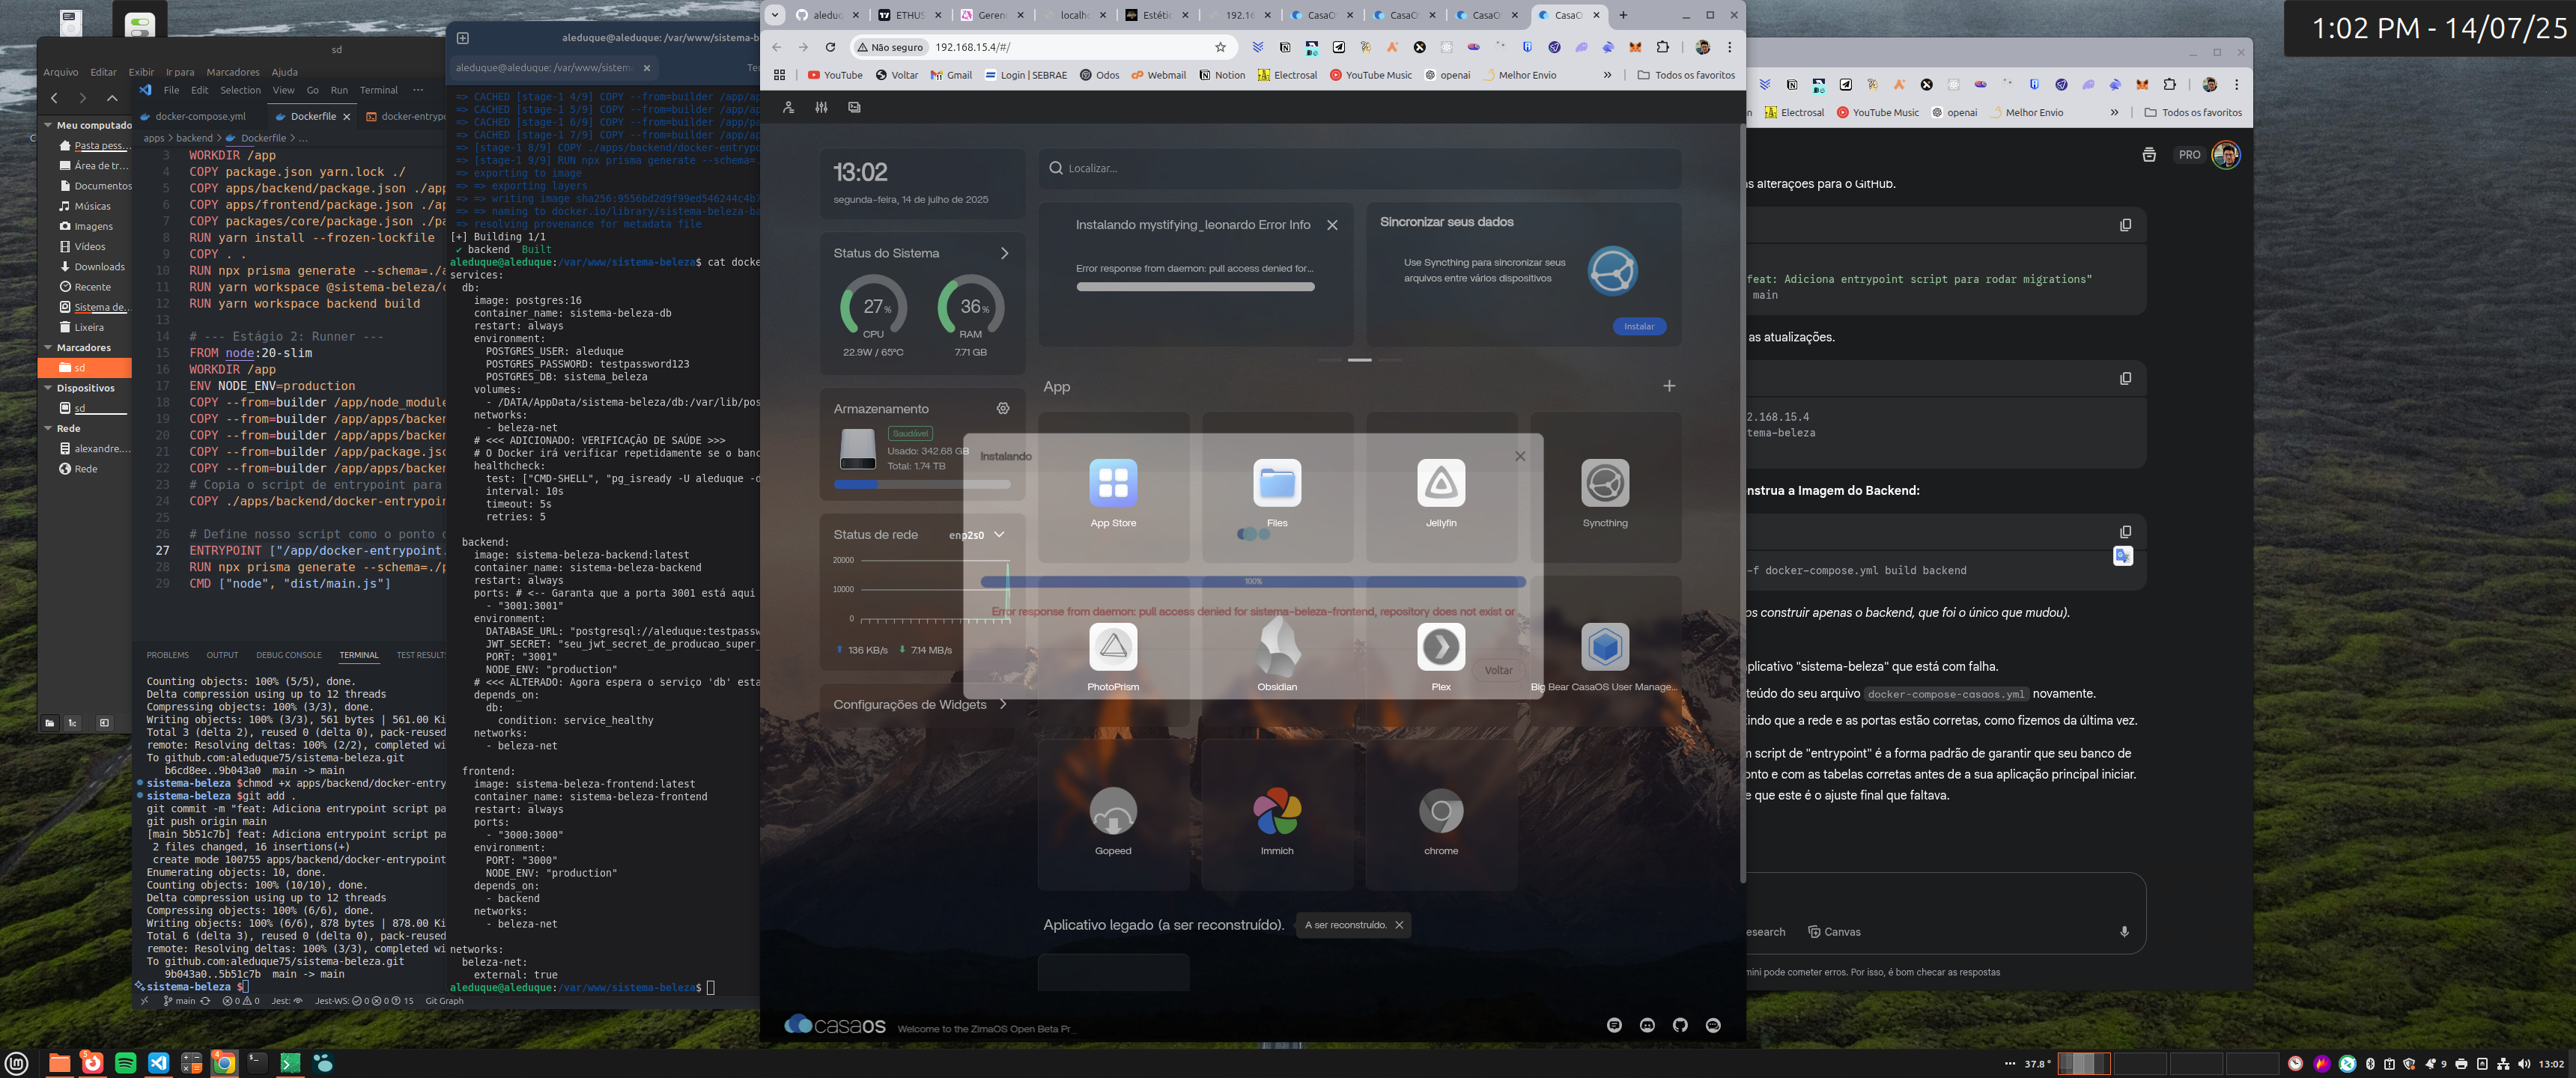 1:02 PM - 14/07/25
sd
Arquivo Editar Exibir Ir para Marcadores Ajuda
Meu computado
Pasta pess...
Área de tr...
Documentos
Músicas
Imagens
Vídeos
Downloads
Recente
Sistema de...
Lixeira
Marcadores
sd
Dispositivos
sd
Rede
alexandre....
Rede
File Edit Selection View Go Run Terminal ...
docker-compose.yml Dockerfile docker-entrypo
apps > backend > Dockerfile > ...
3 WORKDIR /app
4 COPY package.json yarn.lock ./
5 COPY apps/backend/package.json ./app
6 COPY apps/frontend/package.json ./ap
7 COPY packages/core/package.json ./pa
8 RUN yarn install --frozen-lockfile
9 COPY . .
10 RUN npx prisma generate --schema=./a
11 RUN yarn workspace @sistema-beleza/c
12 RUN yarn workspace backend build
13
14 # --- Estágio 2: Runner ---
15 FROM node:20-slim
16 WORKDIR /app
17 ENV NODE_ENV=production
18 COPY --from=builder /app/node_module
19 COPY --from=builder /app/apps/backen
20 COPY --from=builder /app/apps/backen
21 COPY --from=builder /app/package.jsc
22 COPY --from=builder /app/apps/backen
23 # Copia o script de entrypoint para
24 COPY ./apps/backend/docker-entrypoin
25
26 # Define nosso script como o ponto d
27 ENTRYPOINT ["/app/docker-entrypoint.
28 RUN npx prisma generate --schema=./p
29 CMD ["node", "dist/main.js"]
PROBLEMS OUTPUT DEBUG CONSOLE TERMINAL TEST RESULTS
Counting objects: 100% (5/5), done.
Delta compression using up to 12 threads
Compressing objects: 100% (3/3), done.
Writing objects: 100% (3/3), 561 bytes | 561.00 Ki
Total 3 (delta 2), reused 0 (delta 0), pack-reused
remote: Resolving deltas: 100% (2/2), completed wi
To github.com:aleduque75/sistema-beleza.git
b6cd8ee..9b043a0 main -> main
sistema-beleza $chmod +x apps/backend/docker-entry
sistema-beleza $git add .
git commit -m "feat: Adiciona entrypoint script pa
git push origin main
[main 5b51c7b] feat: Adiciona entrypoint script pa
2 files changed, 16 insertions(+)
create mode 100755 apps/backend/docker-entrypoint
Enumerating objects: 10, done.
Counting objects: 100% (10/10), done.
Delta compression using up to 12 threads
Compressing objects: 100% (6/6), done.
Writing objects: 100% (6/6), 878 bytes | 878.00 Ki
Total 6 (delta 3), reused 0 (delta 0), pack-reused
remote: Resolving deltas: 100% (3/3), completed wi
To github.com:aleduque75/sistema-beleza.git
9b043a0..5b51c7b main -> main
sistema-beleza $
main 0 0 Jest: Jest-WS: 0 0 15 Git Graph
aleduque@aleduque: /var/www/sistema-b
aleduque@aleduque: /var/www/sistema Ter
=> CACHED [stage-1 4/9] COPY --from=builder /app/ap
=> CACHED [stage-1 5/9] COPY --from=builder /app/ap
=> CACHED [stage-1 6/9] COPY --from=builder /app/pa
=> CACHED [stage-1 7/9] COPY --from=builder /app/ap
=> [stage-1 8/9] COPY ./apps/backend/docker-entrypo
=> [stage-1 9/9] RUN npx prisma generate --schema=.
=> exporting to image
=> => exporting layers
=> => writing image sha256:9556bd2d9f99ed546244c4b7
=> => naming to docker.io/library/sistema-beleza-ba
=> resolving provenance for metadata file
[+] Building 1/1
✔ backend Built
aleduque@aleduque:/var/www/sistema-beleza$ cat docke
services:
db:
image: postgres:16
container_name: sistema-beleza-db
restart: always
environment:
POSTGRES_USER: aleduque
POSTGRES_PASSWORD: testpassword123
POSTGRES_DB: sistema_beleza
volumes:
- /DATA/AppData/sistema-beleza/db:/var/lib/pos
networks:
- beleza-net
# <<< ADICIONADO: VERIFICAÇÃO DE SAÚDE >>>
# O Docker irá verificar repetidamente se o banc
healthcheck:
test: ["CMD-SHELL", "pg_isready -U aleduque -d
interval: 10s
timeout: 5s
retries: 5
backend:
image: sistema-beleza-backend:latest
container_name: sistema-beleza-backend
restart: always
ports: # <-- Garanta que a porta 3001 está aqui
- "3001:3001"
environment:
DATABASE_URL: "postgresql://aleduque:testpassw
JWT_SECRET: "seu_jwt_secret_de_producao_super_
PORT: "3001"
NODE_ENV: "production"
# <<< ALTERADO: Agora espera o serviço 'db' esta
depends_on:
db:
condition: service_healthy
networks:
- beleza-net
frontend:
image: sistema-beleza-frontend:latest
container_name: sistema-beleza-frontend
restart: always
ports:
- "3000:3000"
environment:
PORT: "3000"
NODE_ENV: "production"
depends_on:
- backend
networks:
- beleza-net
networks:
beleza-net:
external: true
aleduque@aleduque:/var/www/sistema-beleza$
aleduq ETHUS Geren localh Estétic 192.16 CasaO CasaO CasaO CasaO
Não seguro 192.168.15.4/#/
YouTube Voltar Gmail Login | SEBRAE Odos Webmail Notion Electrosal YouTube Music openai Melhor Envio » Todos os favoritos
13:02
segunda-feira, 14 de julho de 2025
Localizar...
Status do Sistema
27% 36%
CPU RAM
22.9W / 65°C 7.71 GB
Instalando mystifying_leonardo Error Info
Error response from daemon: pull access denied for...
Sincronizar seus dados
Use Syncthing para sincronizar seus
arquivos entre vários dispositivos
Instalar
App
Armazenamento
Saudável
Usado: 342.68 GB
Total: 1.74 TB
Instalando
App Store Files Jellyfin Syncthing
Status de rede enp2s0
20000
10000
0
136 KB/s 7.14 MB/s
100%
Error response from daemon: pull access denied for sistema-beleza-frontend, repository does not exist or
Voltar
PhotoPrism Obsidian Plex Big Bear CasaOS User Manage...
Configurações de Widgets
Gopeed Immich chrome
Aplicativo legado (a ser reconstruído). A ser reconstruído.
casaos Welcome to the ZimaOS Open Beta Pr_
n Electrosal YouTube Music openai Melhor Envio » Todos os favoritos
PRO
as alterações para o GitHub.
feat: Adiciona entrypoint script para rodar migrations"
main
as atualizações.
2.168.15.4
tema-beleza
nstrua a Imagem do Backend:
-f docker-compose.yml build backend
os construir apenas o backend, que foi o único que mudou).
plicativo "sistema-beleza" que está com falha.
teúdo do seu arquivo docker-compose-casaos.yml novamente.
tindo que a rede e as portas estão corretas, como fizemos da última vez.
m script de "entrypoint" é a forma padrão de garantir que seu banco de
onto e com as tabelas corretas antes de a sua aplicação principal iniciar.
e que este é o ajuste final que faltava.
esearch Canvas
mini pode cometer erros. Por isso, é bom checar as respostas
37.8° 9 13:02